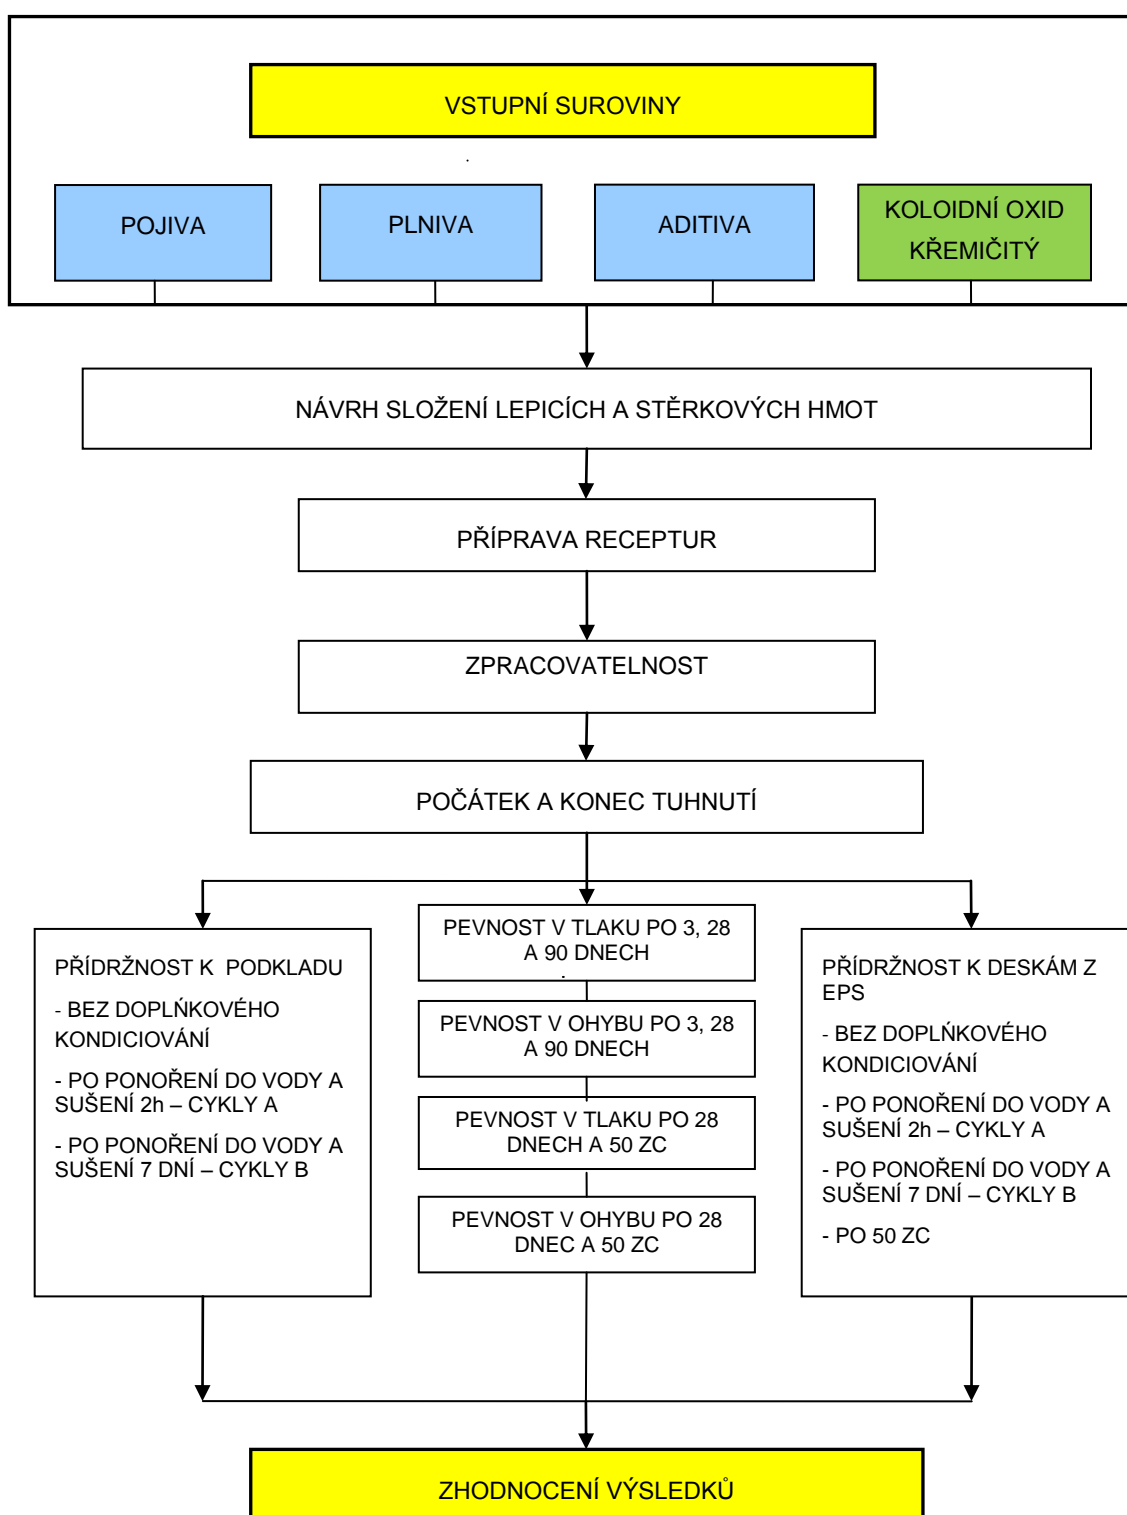 VSTUPNÍ SUROVINY
POJIVA
PLNIVA
ADITIVA
KOLOIDNÍ OXID
KŘEMIČITÝ
NÁVRH SLOŽENÍ LEPICÍCH A STĚRKOVÝCH HMOT
PŘÍPRAVA RECEPTUR
ZPRACOVATELNOST
POČÁTEK A KONEC TUHNUTÍ
PŘÍDRŽNOST K PODKLADU
- BEZ DOPLŃKOVÉHO
KONDICIOVÁNÍ
- PO PONOŘENÍ DO VODY A
SUŠENÍ 2h – CYKLY A
- PO PONOŘENÍ DO VODY A
SUŠENÍ 7 DNÍ – CYKLY B
PEVNOST V TLAKU PO 3, 28
A 90 DNECH
PEVNOST V OHYBU PO 3, 28
A 90 DNECH
PEVNOST V TLAKU PO 28
DNECH A 50 ZC
PEVNOST V OHYBU PO 28
DNEC A 50 ZC
PŘÍDRŽNOST K DESKÁM Z
EPS
- BEZ DOPLŃKOVÉHO
KONDICIOVÁNÍ
- PO PONOŘENÍ DO VODY A
SUŠENÍ 2h – CYKLY A
- PO PONOŘENÍ DO VODY A
SUŠENÍ 7 DNÍ – CYKLY B
- PO 50 ZC
ZHODNOCENÍ VÝSLEDKŮ